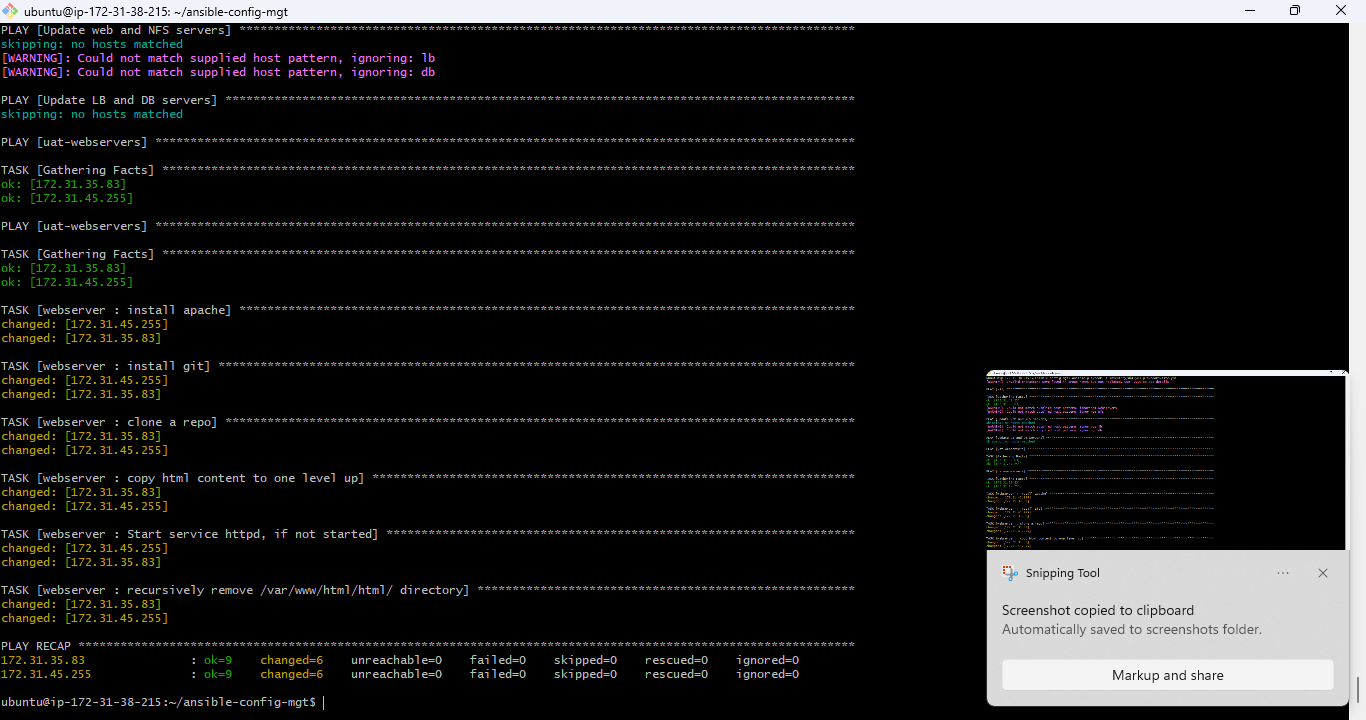 ubuntu@ip-172-31-38-215: ~/ansible-config-mgt
PLAY [Update web and NFS servers] ****************************************************************************************
skipping: no hosts matched
[WARNING]: Could not match supplied host pattern, ignoring: lb
[WARNING]: Could not match supplied host pattern, ignoring: db
PLAY [Update LB and DB servers] ******************************************************************************************
skipping: no hosts matched
PLAY [uat-webservers] ****************************************************************************************************
TASK [Gathering Facts] ***************************************************************************************************
ok: [172.31.35.83]
ok: [172.31.45.255]
PLAY [uat-webservers] ****************************************************************************************************
TASK [Gathering Facts] ***************************************************************************************************
ok: [172.31.35.83]
ok: [172.31.45.255]
TASK [webserver : install apache] ****************************************************************************************
changed: [172.31.45.255]
changed: [172.31.35.83]
TASK [webserver : install git] *******************************************************************************************
changed: [172.31.45.255]
changed: [172.31.35.83]
TASK [webserver : clone a repo] ******************************************************************************************
changed: [172.31.35.83]
changed: [172.31.45.255]
TASK [webserver : copy html content to one level up] *********************************************************************
changed: [172.31.35.83]
changed: [172.31.45.255]
TASK [webserver : Start service httpd, if not started] *******************************************************************
changed: [172.31.45.255]
changed: [172.31.35.83]
TASK [webserver : recursively remove /var/www/html/html/ directory] ******************************************************
changed: [172.31.35.83]
changed: [172.31.45.255]
PLAY RECAP ***************************************************************************************************************
172.31.35.83 : ok=9 changed=6 unreachable=0 failed=0 skipped=0 rescued=0 ignored=0
172.31.45.255 : ok=9 changed=6 unreachable=0 failed=0 skipped=0 rescued=0 ignored=0
ubuntu@ip-172-31-38-215:~/ansible-config-mgt$
Snipping Tool
Screenshot copied to clipboard
Automatically saved to screenshots folder.
Markup and share